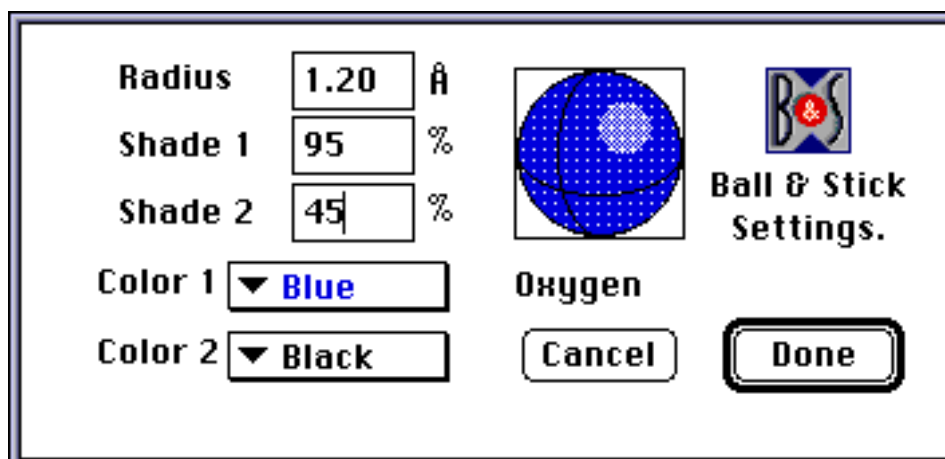 Radius 1.20 Å
Shade 1 95 %
Shade 2 45 %
Color 1 Blue
Color 2 Black
B&S
Ball & Stick
Settings.
Oxygen
Cancel
Done